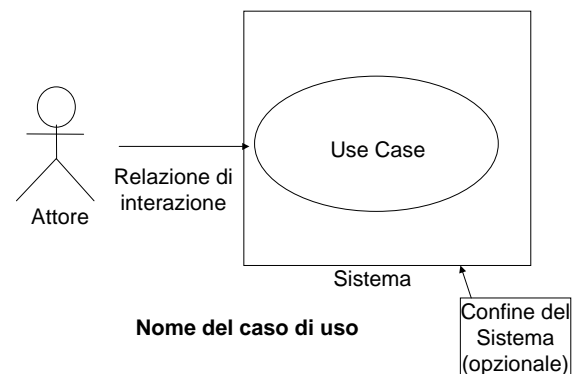 Use Case
Relazione di
interazione
Attore
Sistema
Nome del caso di uso
Confine del
Sistema
(opzionale)